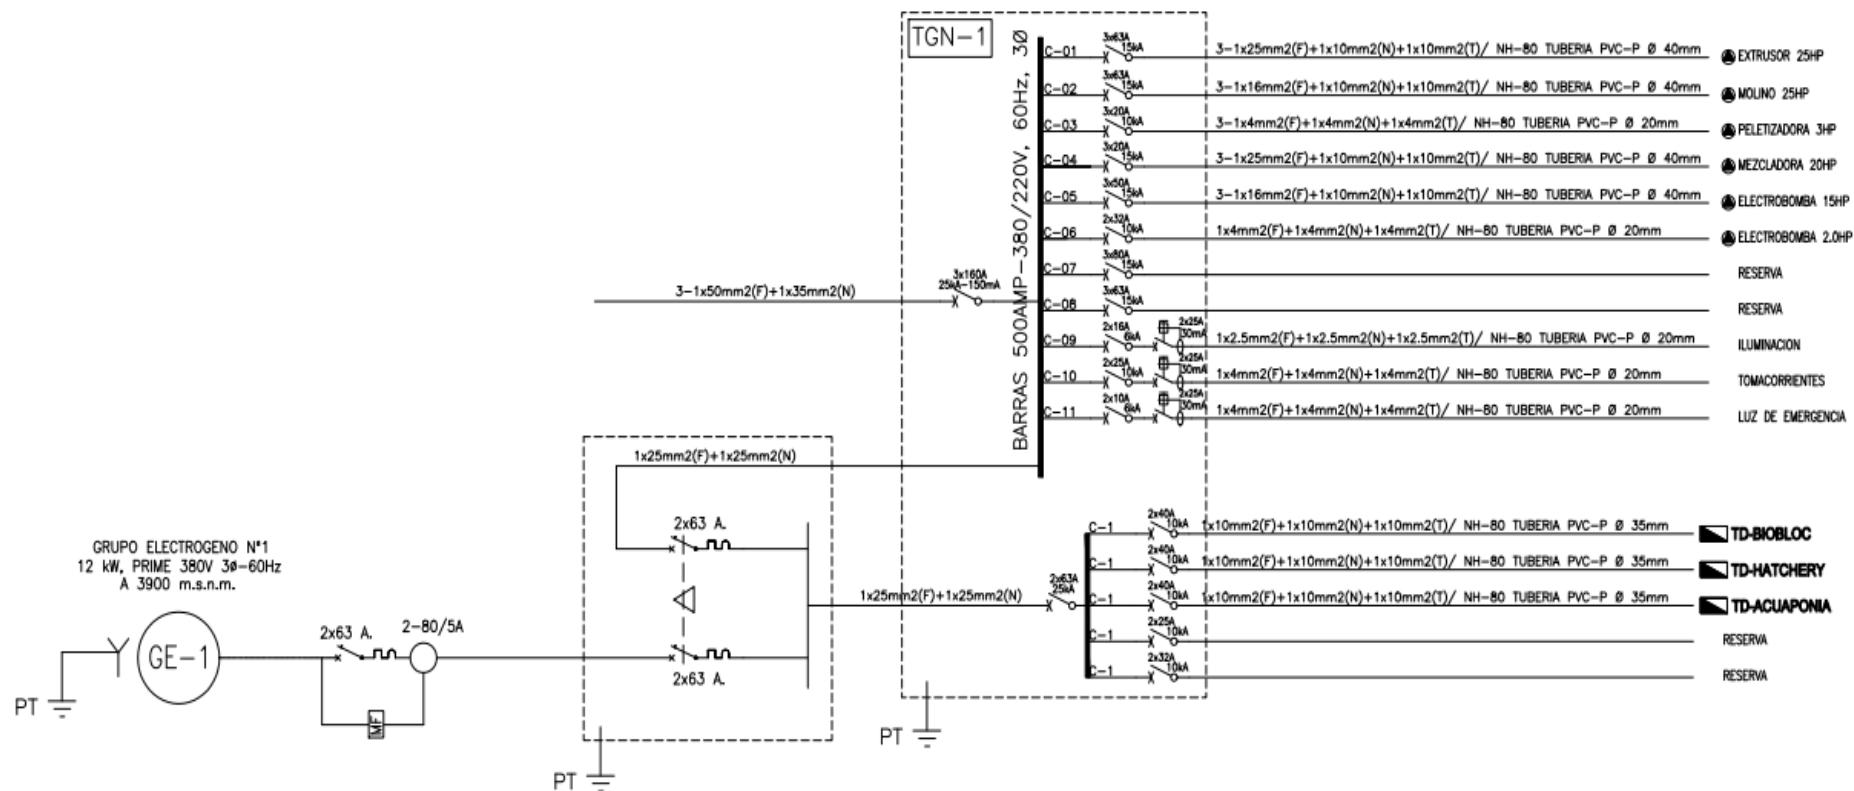 TGN-1
BARRAS 500AMP-380/220V, 60Hz, 3Ø
C-01 3x63A 15kA 3-1x25mm2(F)+1x10mm2(N)+1x10mm2(T)/ NH-80 TUBERIA PVC-P Ø 40mm EXTRUSOR 25HP
C-02 3x63A 15kA 3-1x16mm2(F)+1x10mm2(N)+1x10mm2(T)/ NH-80 TUBERIA PVC-P Ø 40mm MOLINO 25HP
C-03 3x20A 10kA 3-1x4mm2(F)+1x4mm2(N)+1x4mm2(T)/ NH-80 TUBERIA PVC-P Ø 20mm PELETIZADORA 3HP
C-04 3x20A 15kA 3-1x25mm2(F)+1x10mm2(N)+1x10mm2(T)/ NH-80 TUBERIA PVC-P Ø 40mm MEZCLADORA 20HP
C-05 3x50A 15kA 3-1x16mm2(F)+1x10mm2(N)+1x10mm2(T)/ NH-80 TUBERIA PVC-P Ø 40mm ELECTROBOMBA 15HP
C-06 2x32A 10kA 1x4mm2(F)+1x4mm2(N)+1x4mm2(T)/ NH-80 TUBERIA PVC-P Ø 20mm ELECTROBOMBA 2.0HP
C-07 3x80A 15kA RESERVA
3-1x50mm2(F)+1x35mm2(N)
3x160A
25kA-150mA
C-08 3x63A 15kA RESERVA
C-09 2x16A 6kA 2x25A 30mA 1x2.5mm2(F)+1x2.5mm2(N)+1x2.5mm2(T)/ NH-80 TUBERIA PVC-P Ø 20mm ILUMINACION
C-10 2x25A 10kA 2x25A 30mA 1x4mm2(F)+1x4mm2(N)+1x4mm2(T)/ NH-80 TUBERIA PVC-P Ø 20mm TOMACORRIENTES
C-11 2x10A 6kA 2x25A 30mA 1x4mm2(F)+1x4mm2(N)+1x4mm2(T)/ NH-80 TUBERIA PVC-P Ø 20mm LUZ DE EMERGENCIA
1x25mm2(F)+1x25mm2(N)
2x63 A.
GRUPO ELECTROGENO N°1
12 kW, PRIME 380V 3ø-60Hz
A 3900 m.s.n.m.
GE-1
PT
2x63 A.
2-80/5A
MF
2x63 A.
PT
1x25mm2(F)+1x25mm2(N)
2x63A
25kA
C-1 2x40A 10kA 1x10mm2(F)+1x10mm2(N)+1x10mm2(T)/ NH-80 TUBERIA PVC-P Ø 35mm TD-BIOBLOC
C-1 2x40A 10kA 1x10mm2(F)+1x10mm2(N)+1x10mm2(T)/ NH-80 TUBERIA PVC-P Ø 35mm TD-HATCHERY
C-1 2x40A 10kA 1x10mm2(F)+1x10mm2(N)+1x10mm2(T)/ NH-80 TUBERIA PVC-P Ø 35mm TD-ACUAPONIA
C-1 2x25A 10kA RESERVA
C-1 2x32A 10kA RESERVA
PT